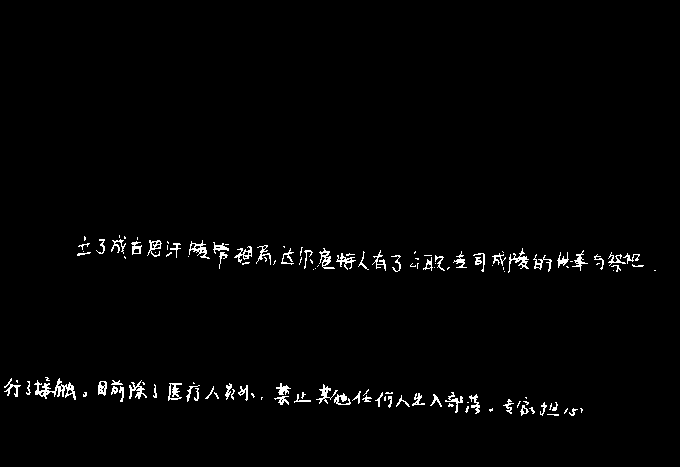 立了成吉思汗陵管理局,达尔扈特人有了公职,专司成陵的供奉与祭祀.
行了接触。目前除了医疗人员外,禁止其他任何人出入部落。专家担心